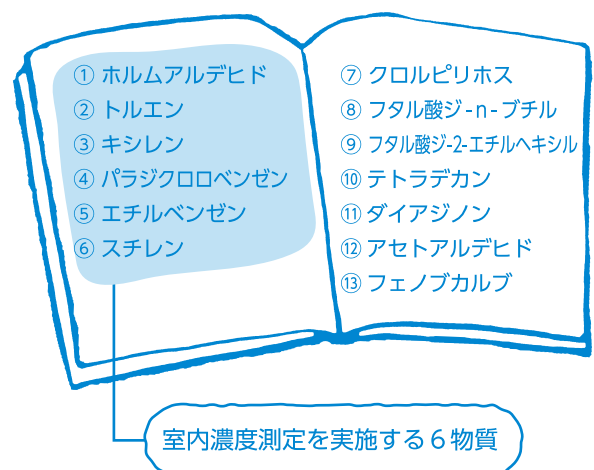 ① ホルムアルデヒド
② トルエン
③ キシレン
④ パラジクロロベンゼン
⑤ エチルベンゼン
⑥ スチレン
⑦ クロルピリホス
⑧ フタル酸ジ-n-ブチル
⑨ フタル酸ジ-2-エチルヘキシル
⑩ テトラデカン
⑪ ダイアジノン
⑫ アセトアルデヒド
⑬ フェノブカルブ
室内濃度測定を実施する6物質